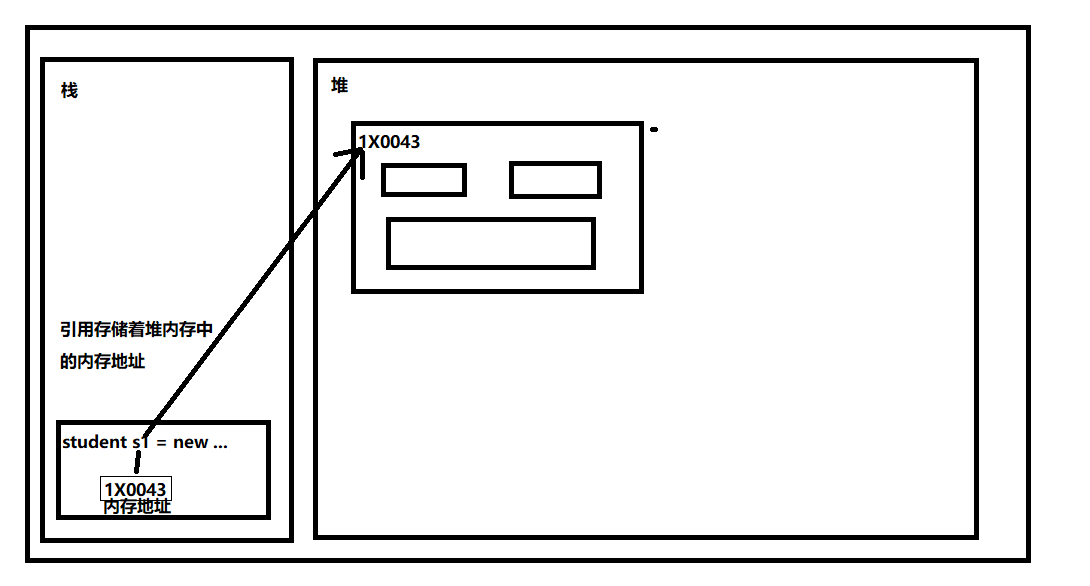 栈
堆
1X0043
引用存储着堆内存中
的内存地址
student s1 = new ...
1X0043
内存地址